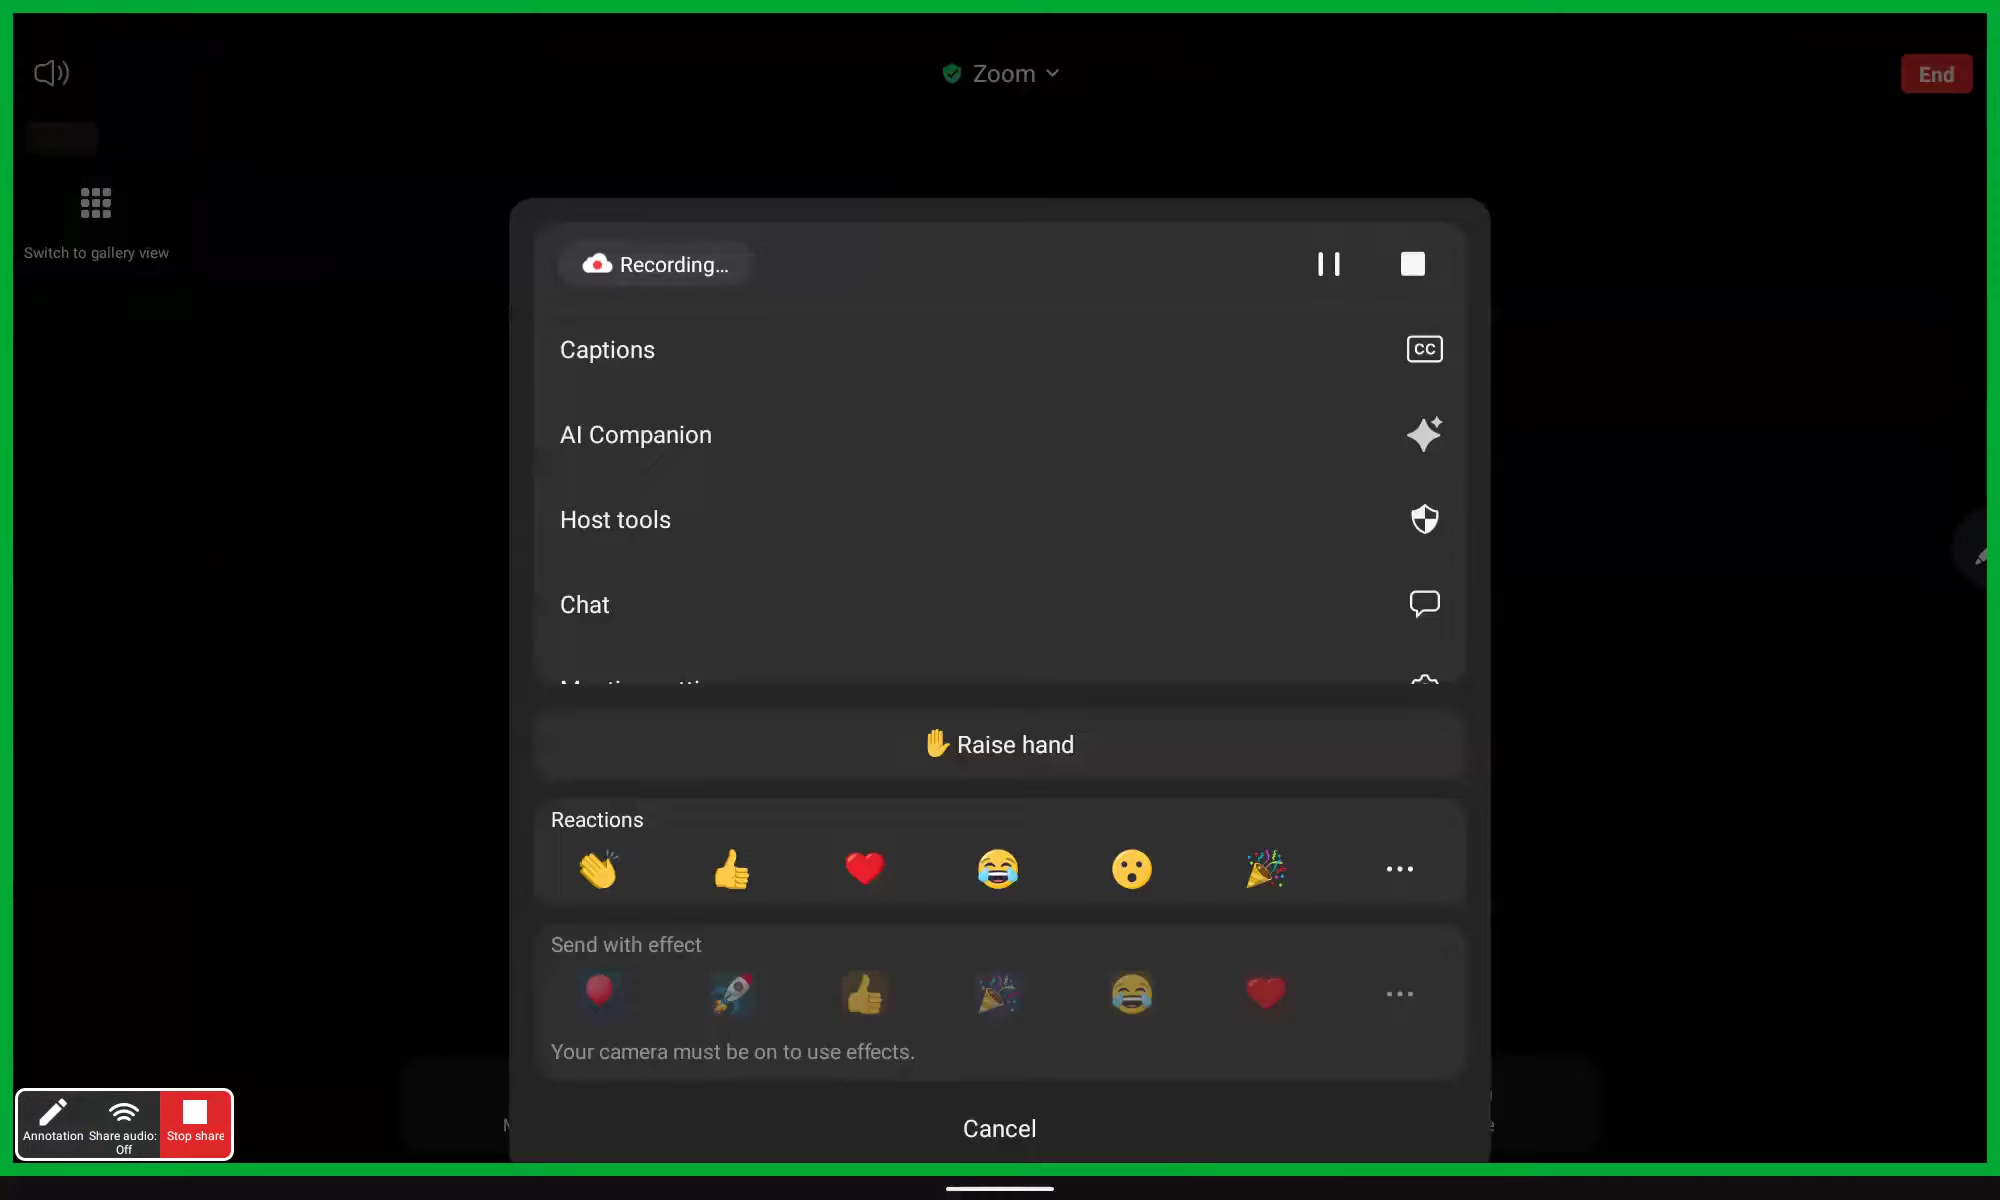 Zoom
End
Switch to gallery view
Recording...
Captions
CC
AI Companion
Host tools
Chat
Raise hand
Reactions
Send with effect
Your camera must be on to use effects.
Cancel
Annotation
Share audio:
Off
Stop share